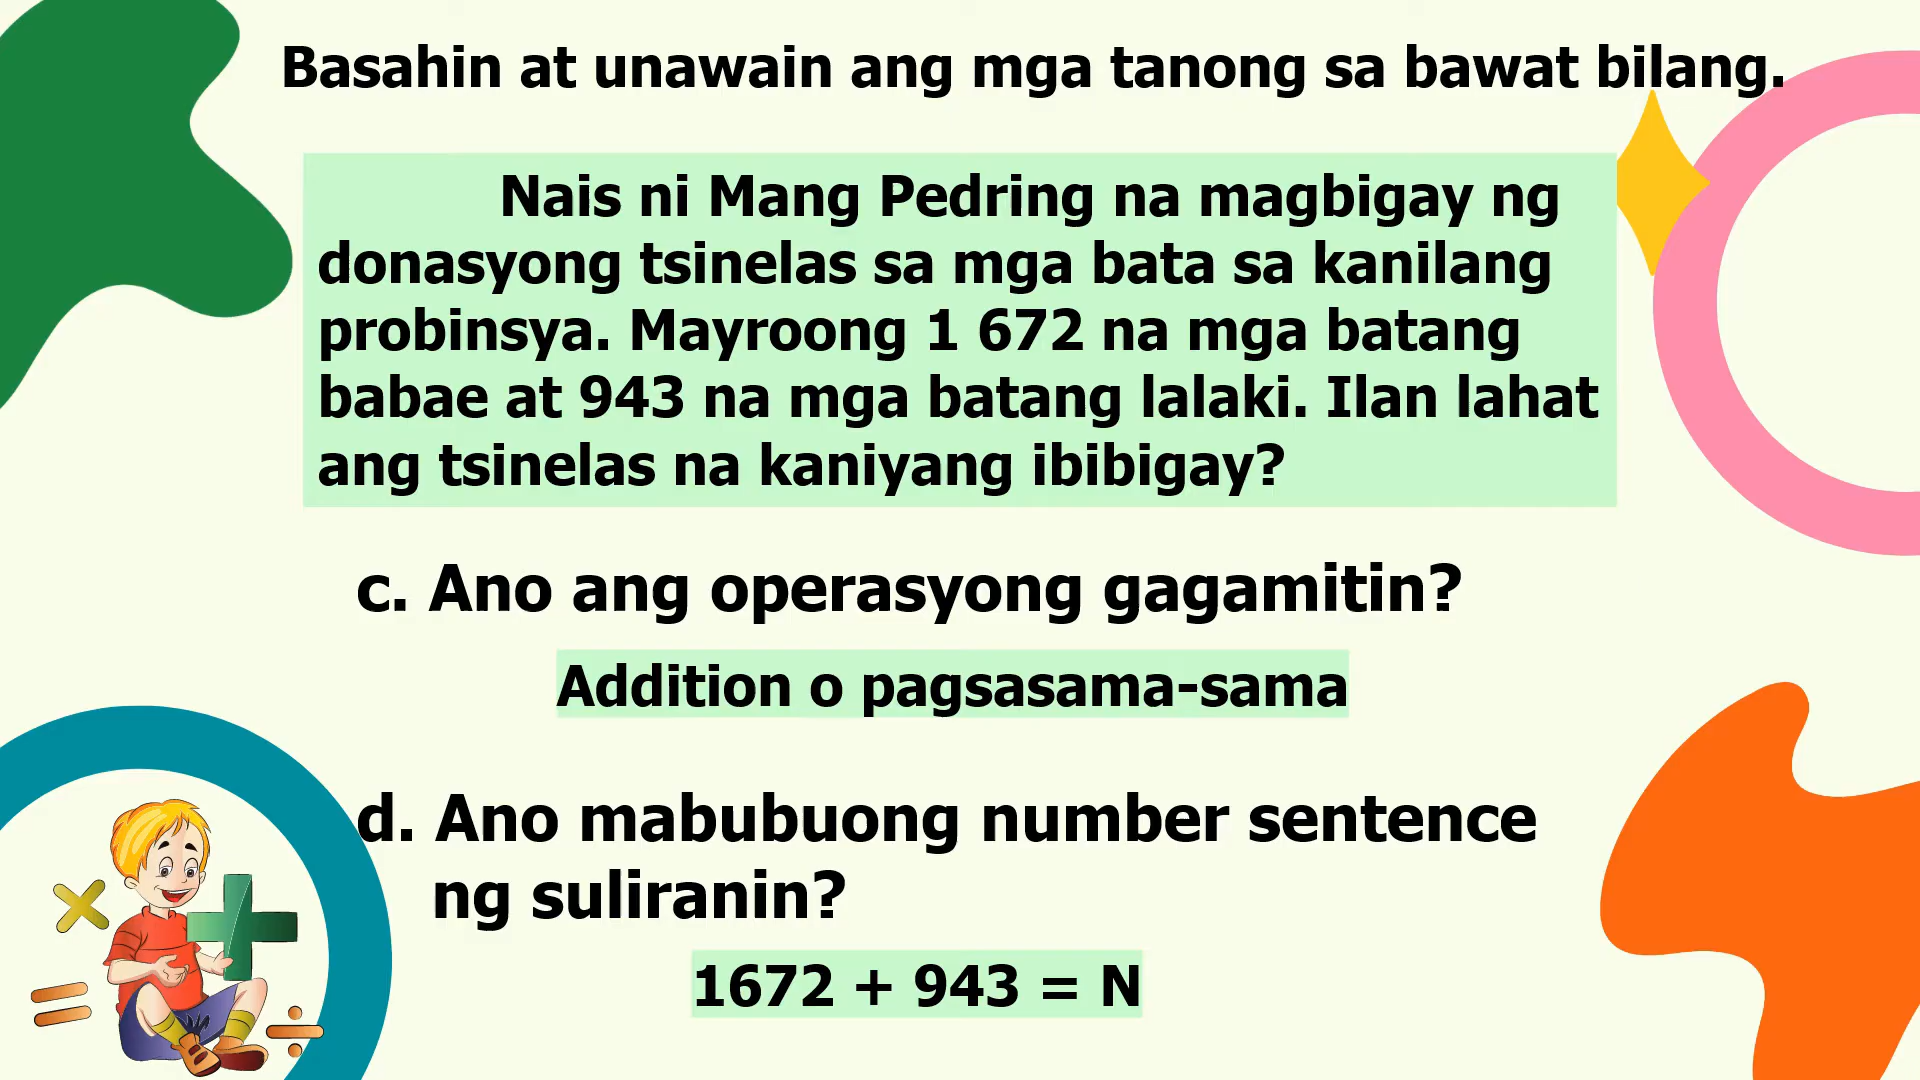 Basahin at unawain ang mga tanong sa bawat bilang.
Nais ni Mang Pedring na magbigay ng
donasyong tsinelas sa mga bata sa kanilang
probinsya. Mayroong 1 672 na mga batang
babae at 943 na mga batang lalaki. Ilan lahat
ang tsinelas na kaniyang ibibigay?
c. Ano ang operasyong gagamitin?
Addition o pagsasama-sama
d. Ano mabubuong number sentence
ng suliranin?
1672 + 943 = N